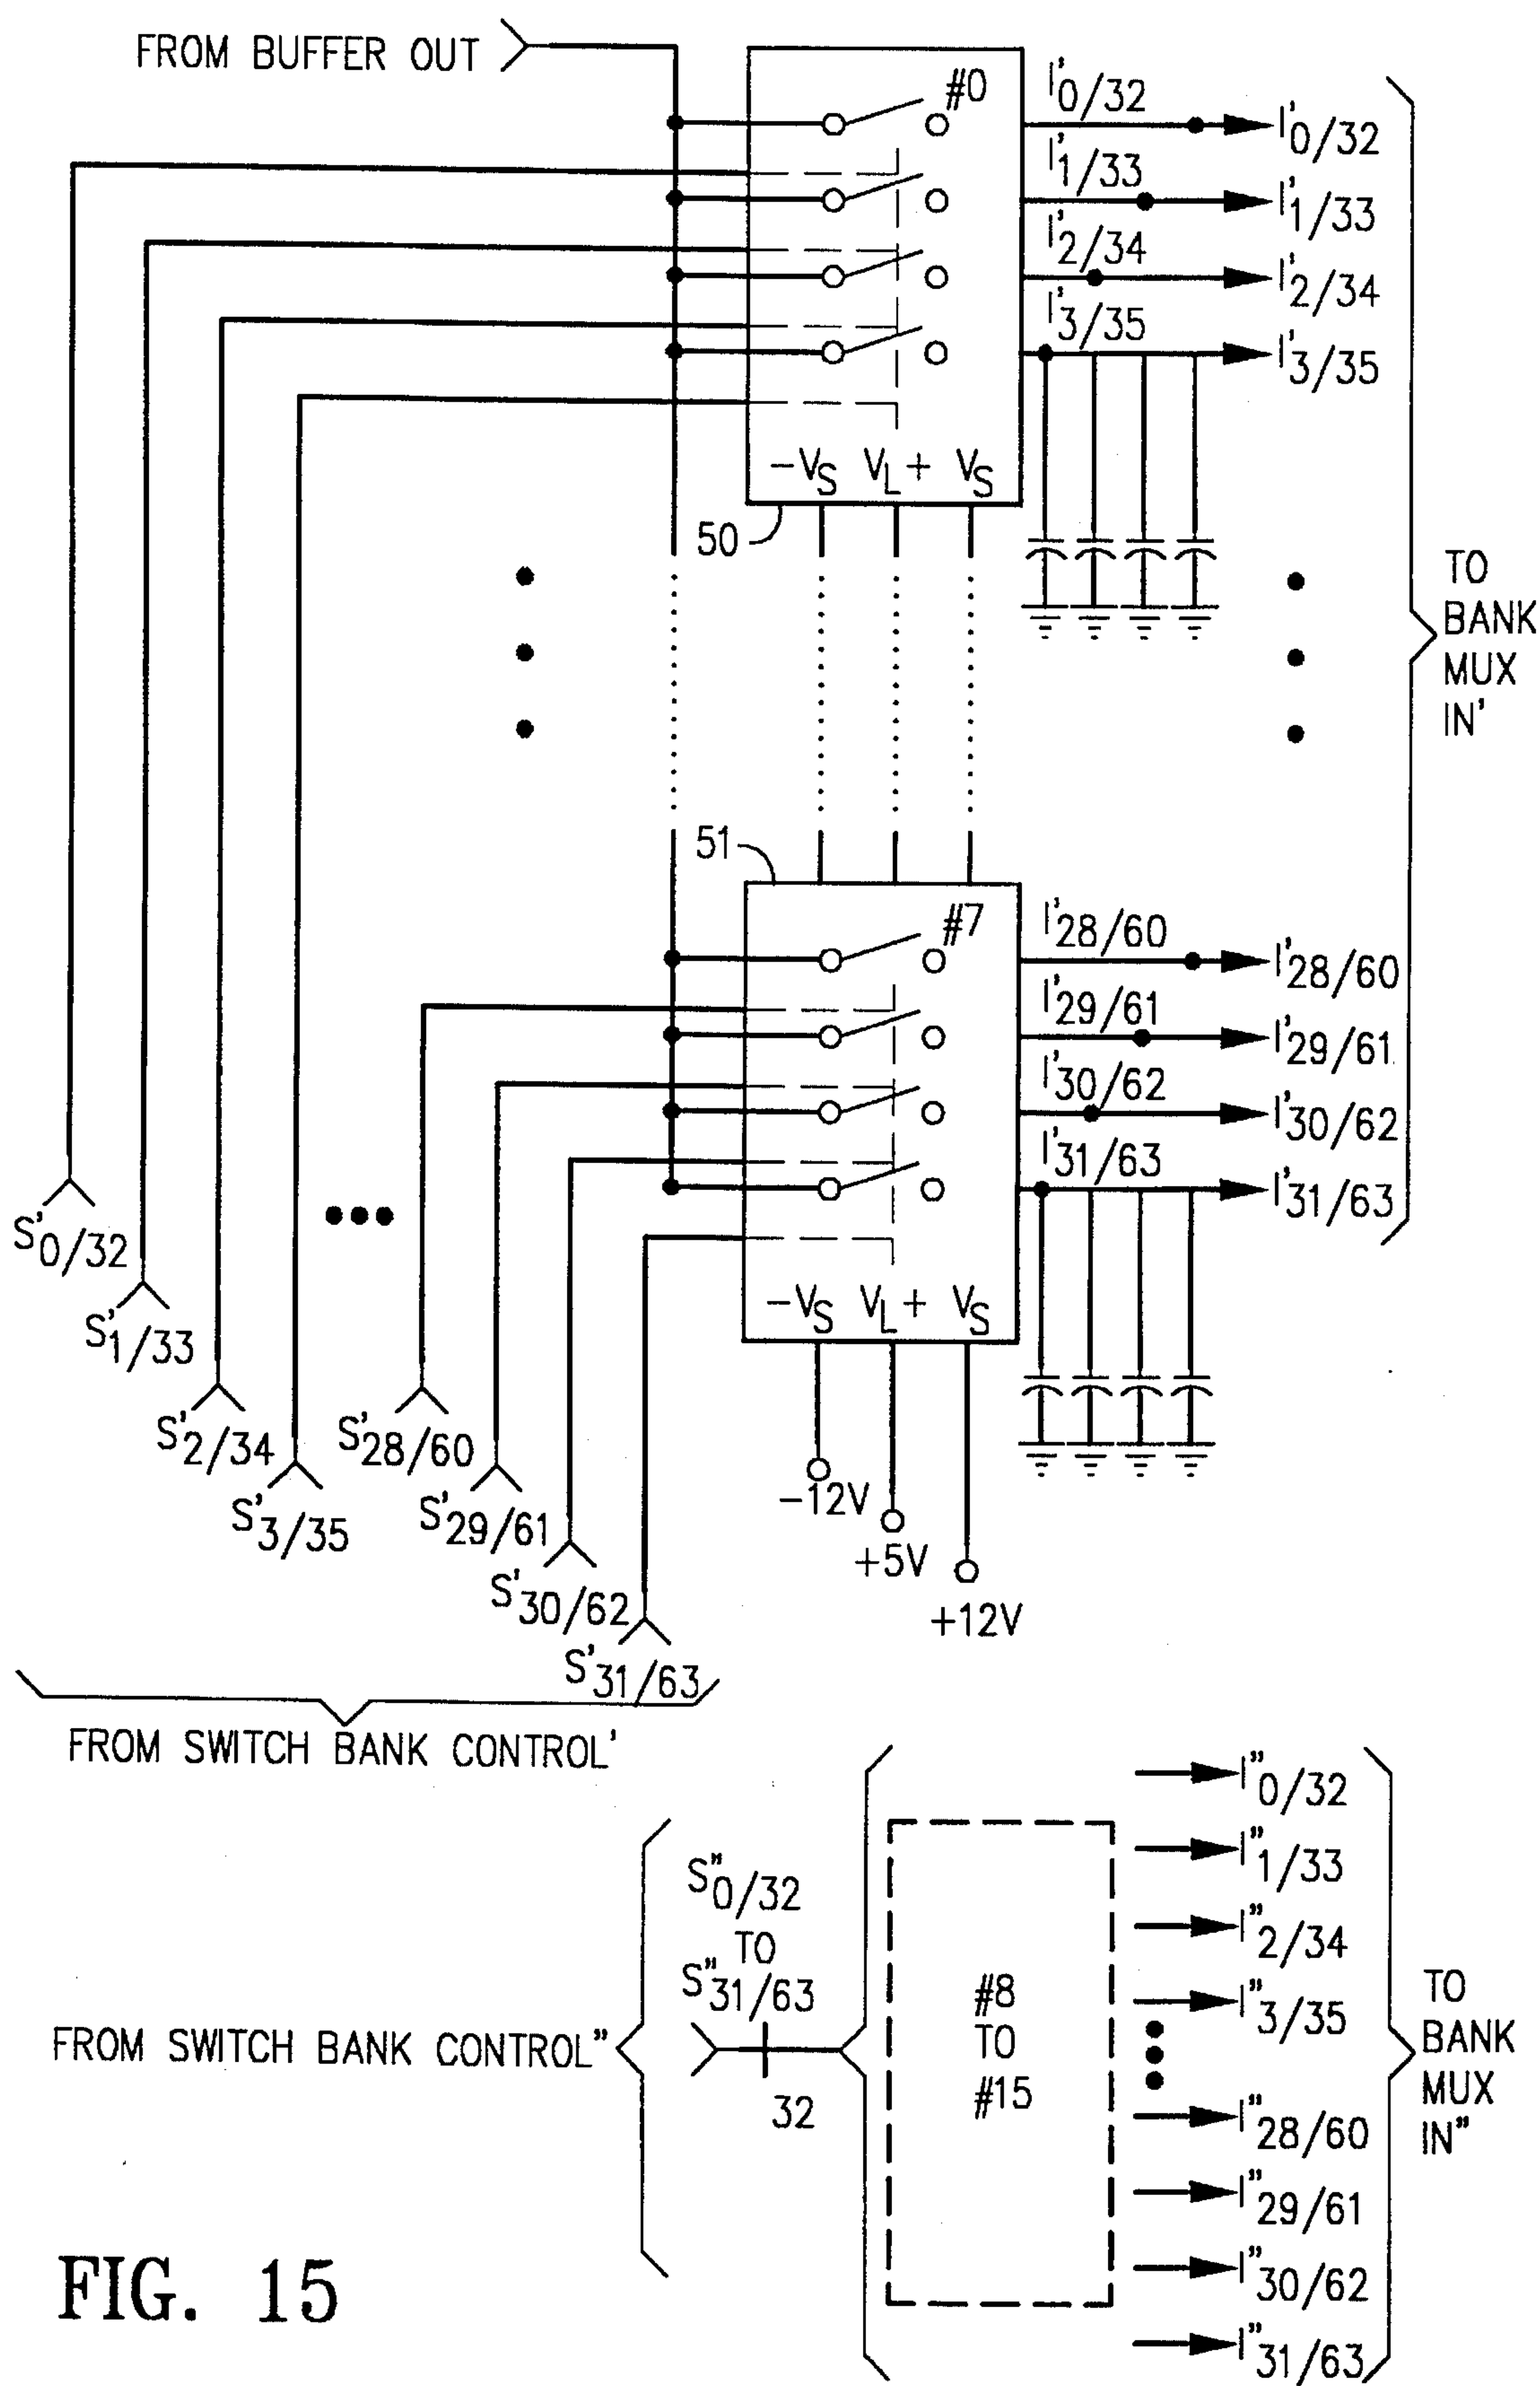 FROM BUFFER OUT
#0
I'0/32
I'0/32
I'1/33
I'1/33
I'2/34
I'2/34
I'3/35
I'3/35
-VS VL + VS
50
TO
BANK
MUX
IN'
51
#7
I'28/60
I'28/60
I'29/61
I'29/61
I'30/62
I'30/62
I'31/63
I'31/63
-VS VL + VS
S'0/32
S'1/33
S'2/34
S'3/35
S'28/60
S'29/61
S'30/62
S'31/63
-12V
+5V
+12V
FROM SWITCH BANK CONTROL'
FROM SWITCH BANK CONTROL"
S"0/32
TO
S"31/63
32
#8
TO
#15
I"0/32
I"1/33
I"2/34
I"3/35
I"28/60
I"29/61
I"30/62
I"31/63
TO
BANK
MUX
IN"
FIG. 15